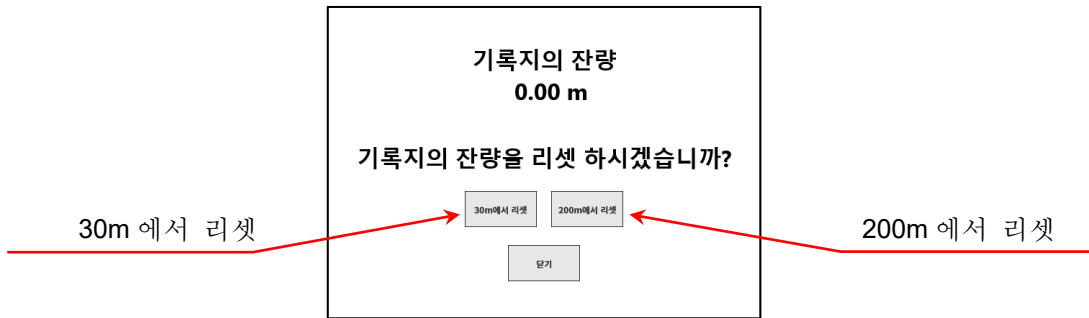 기록지의 잔량
0.00 m
기록지의 잔량을 리셋 하시겠습니까?
30m에서 리셋 200m에서 리셋
30m 에서 리셋
200m 에서 리셋
닫기